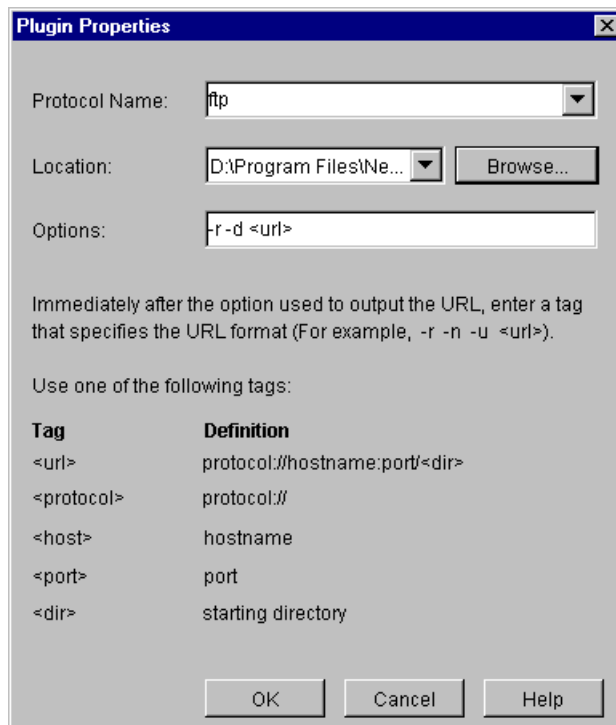 Plugin Properties
Protocol Name: ftp
Location: D:\Program Files\Ne... Browse...
Options: -r -d <url>
Immediately after the option used to output the URL, enter a tag
that specifies the URL format (For example, -r -n -u <url>).
Use one of the following tags:
Tag Definition
<url> protocol://hostname:port/<dir>
<protocol> protocol://
<host> hostname
<port> port
<dir> starting directory
OK Cancel Help